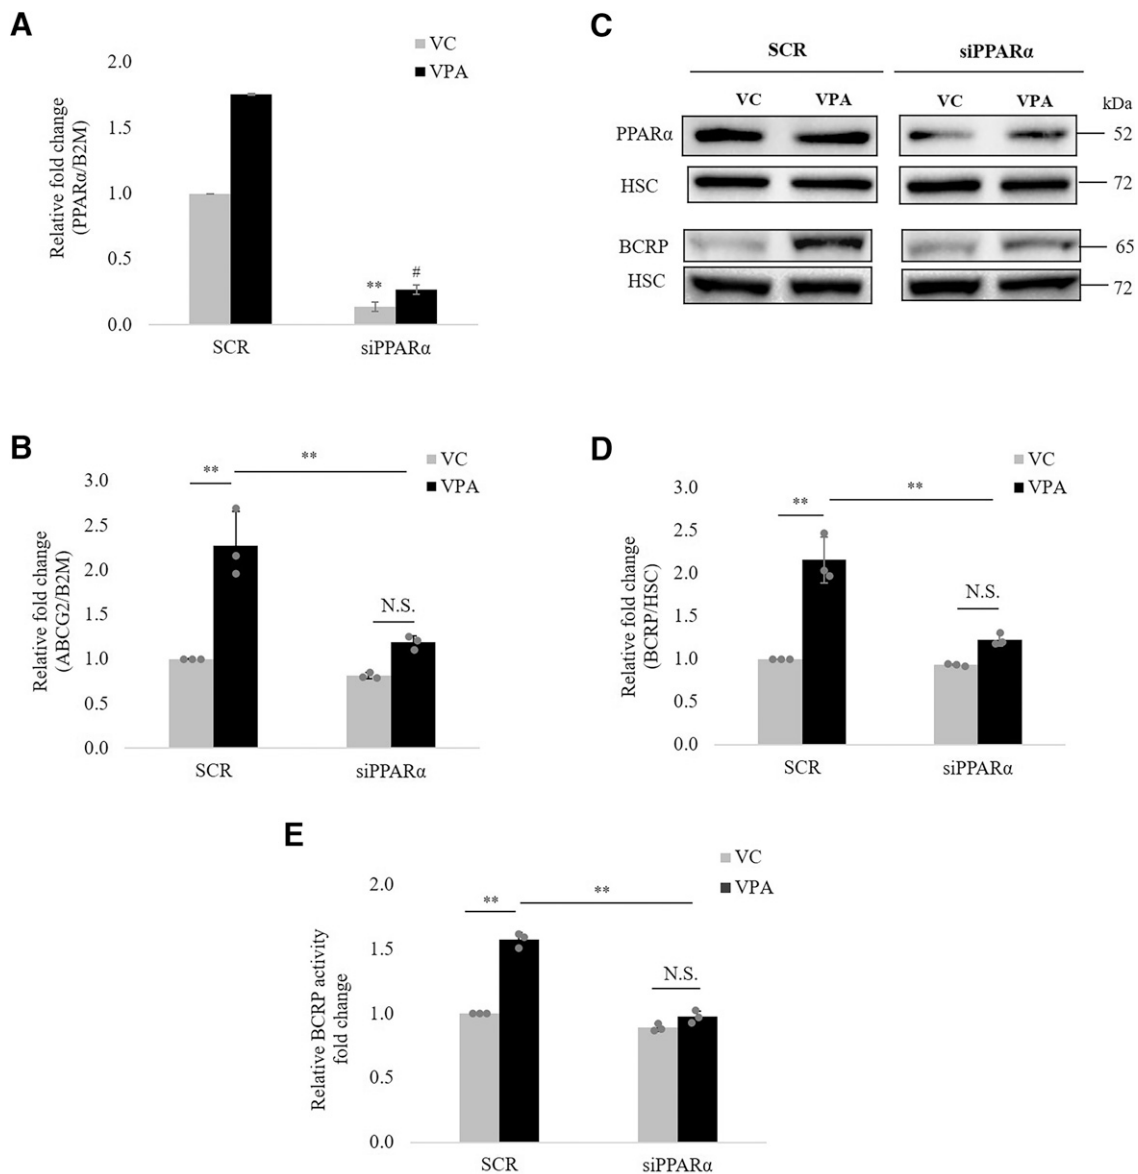 A
VC
VPA
2.0
1.5
1.0
0.5
0.0
Relative fold change
(PPARα/B2M)
**
#
SCR
siPPARα
C
SCR
siPPARα
VC
VPA
VC
VPA
kDa
PPARα
52
HSC
72
BCRP
65
HSC
72
B
VC
VPA
**
**
3.0
2.5
2.0
1.5
1.0
0.5
0.0
Relative fold change
(ABCG2/B2M)
N.S.
SCR
siPPARα
D
VC
VPA
**
**
3.0
2.5
2.0
1.5
1.0
0.5
0.0
Relative fold change
(BCRP/HSC)
N.S.
SCR
siPPARα
E
VC
VPA
**
**
2.0
1.5
1.0
0.5
0.0
Relative BCRP activity
fold change
N.S.
SCR
siPPARα